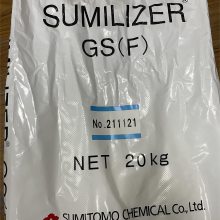 SUMILIZER®
GS(F)
No.211121
NET 20kg
SUMITOMO CHEMICAL Co., Ltd.